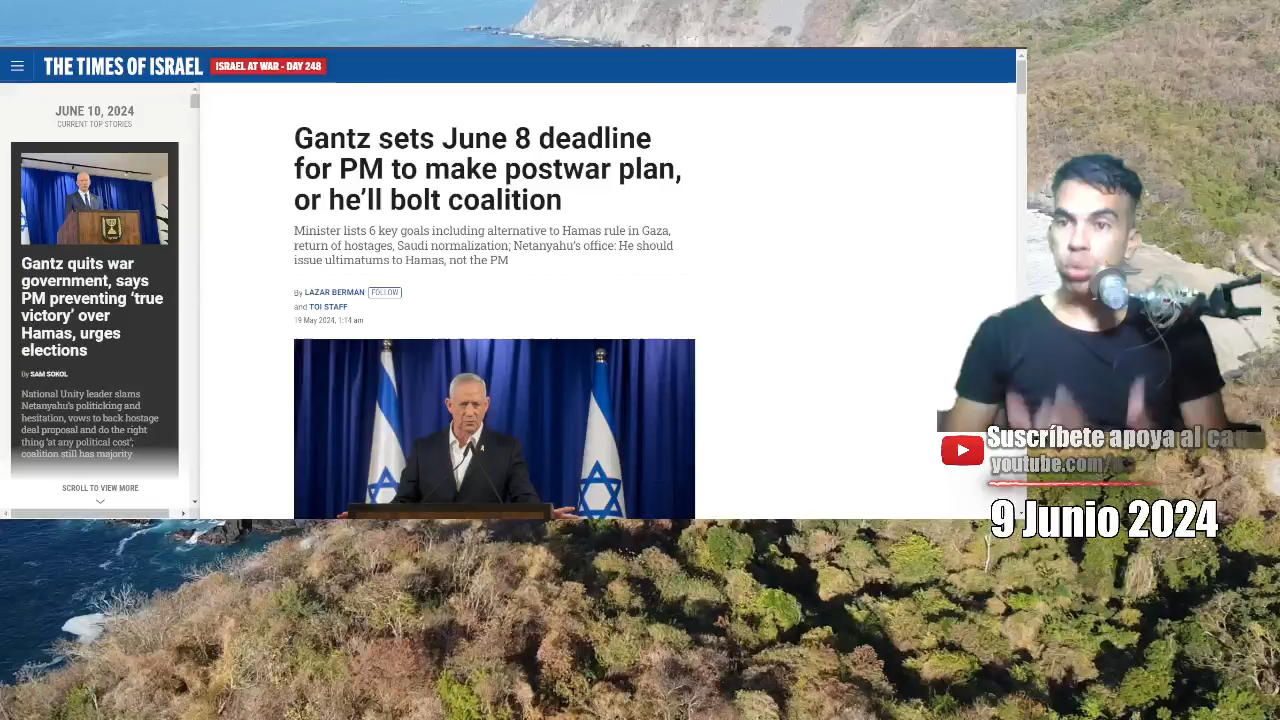 THE TIMES OF ISRAEL
ISRAEL AT WAR - DAY 248
JUNE 10, 2024
CURRENT TOP STORIES
Gantz quits war
government, says
PM preventing ‘true
victory’ over
Hamas, urges
elections
By SAM SOKOL
National Unity leader slams
Netanyahu's politicking and
hesitation, vows to back hostage
deal proposal and do the right
thing 'at any political cost';
coalition still has majority
SCROLL TO VIEW MORE
Gantz sets June 8 deadline
for PM to make postwar plan,
or he’ll bolt coalition
Minister lists 6 key goals including alternative to Hamas rule in Gaza,
return of hostages, Saudi normalization; Netanyahu's office: He should
issue ultimatums to Hamas, not the PM
By LAZAR BERMAN FOLLOW
and TOI STAFF
19 May 2024, 1:14 am
Suscríbete apoya al can
youtube.com/
9 Junio 2024